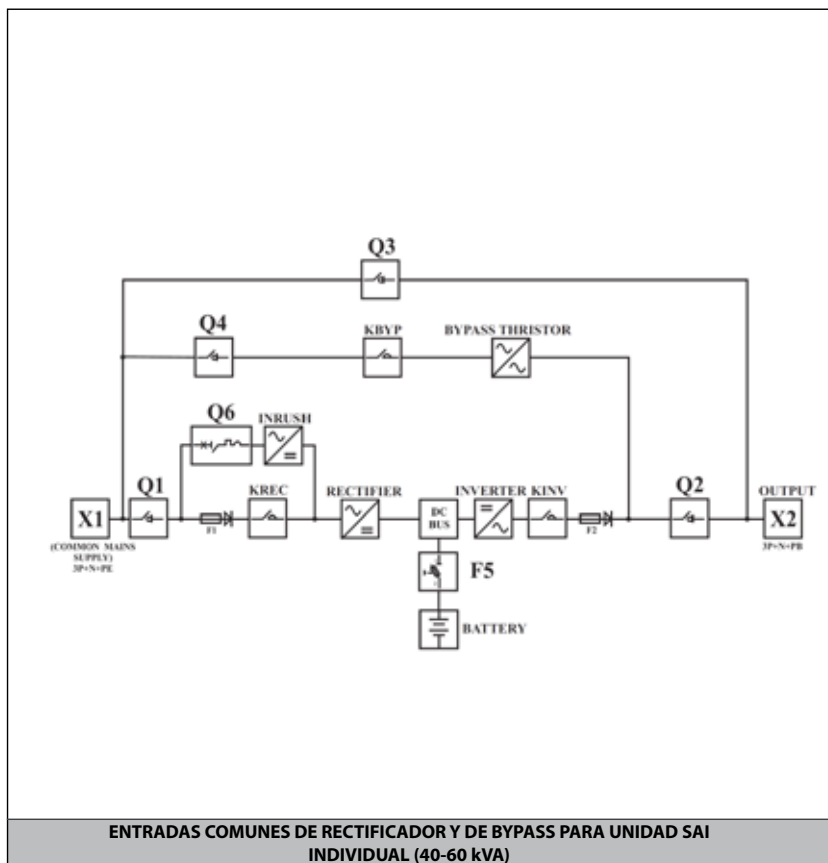 Q3
Q4
KBYP
BYPASS THRISTOR
Q6
INRUSH
Q1
KREC
RECTIFIER
INVERTER KINV
Q2
OUTPUT
X1
F1
DC
BUS
F2
X2
(COMMON MAINS
SUPPLY)
3P+N+PE
3P+N+PB
F5
BATTERY
ENTRADAS COMUNES DE RECTIFICADOR Y DE BYPASS PARA UNIDAD SAI
INDIVIDUAL (40-60 kVA)